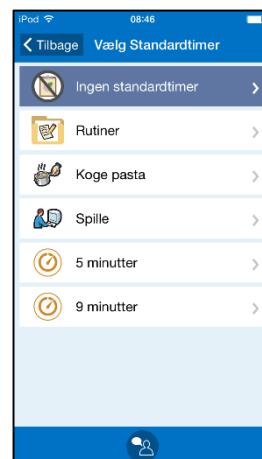 iPod 08:46
Tilbage Vælg Standardtimer
Ingen standardtimer
Rutiner
Koge pasta
Spille
5 minutter
9 minutter